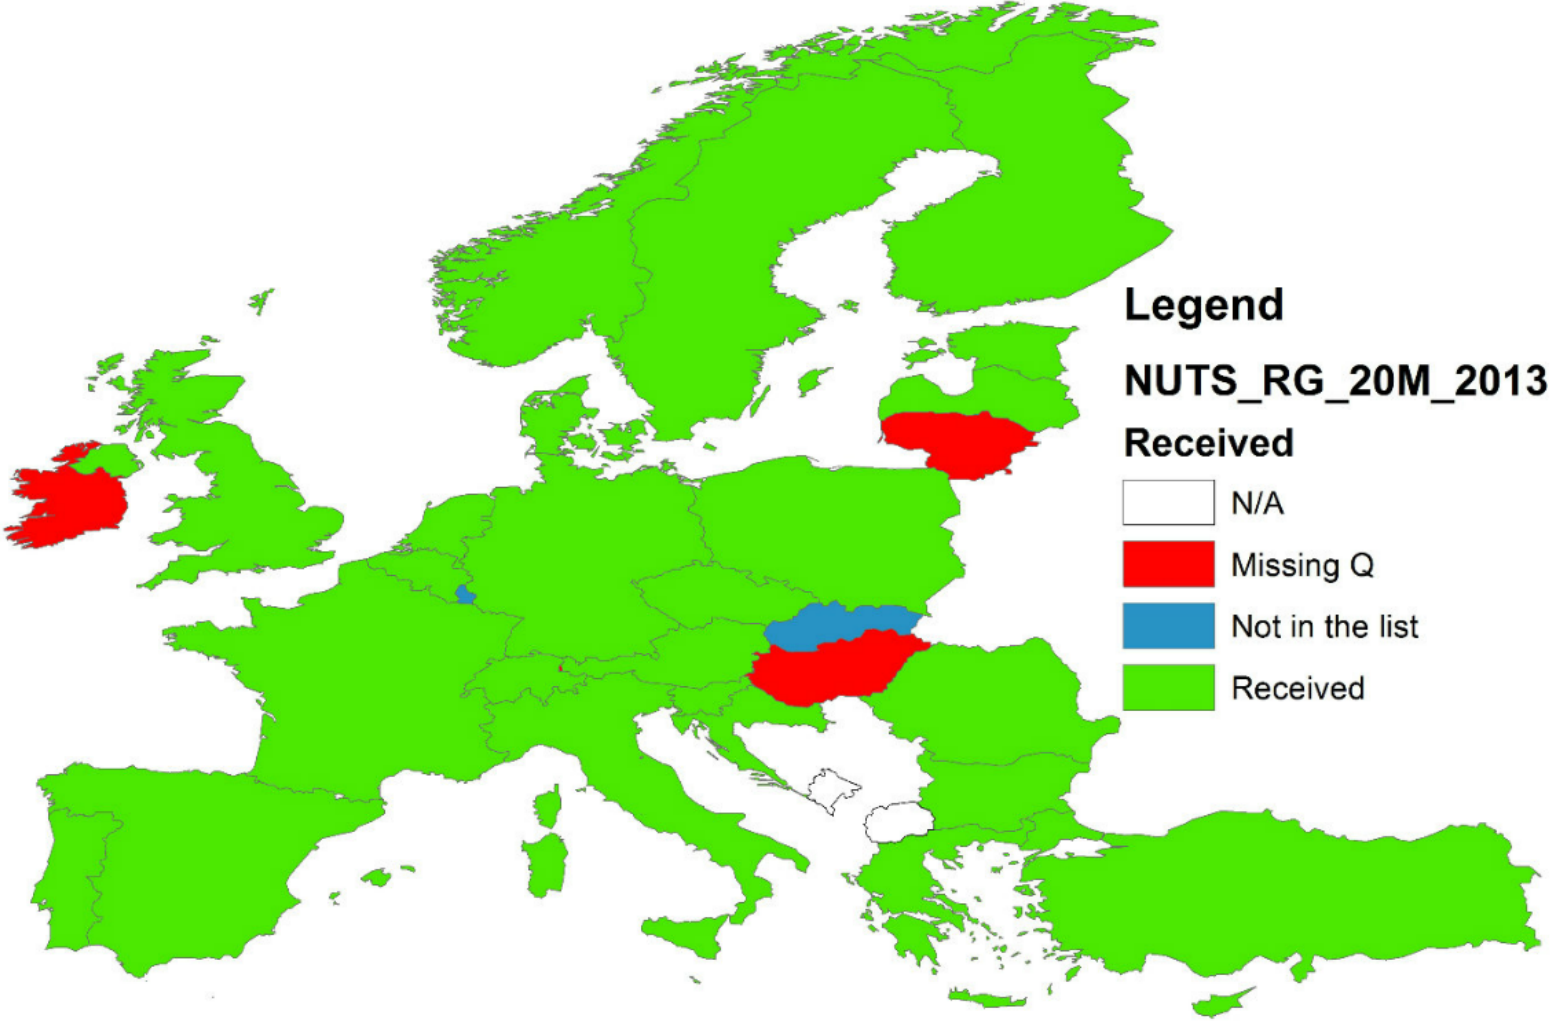 Legend
NUTS_RG_20M_2013
Received
N/A
Missing Q
Not in the list
Received